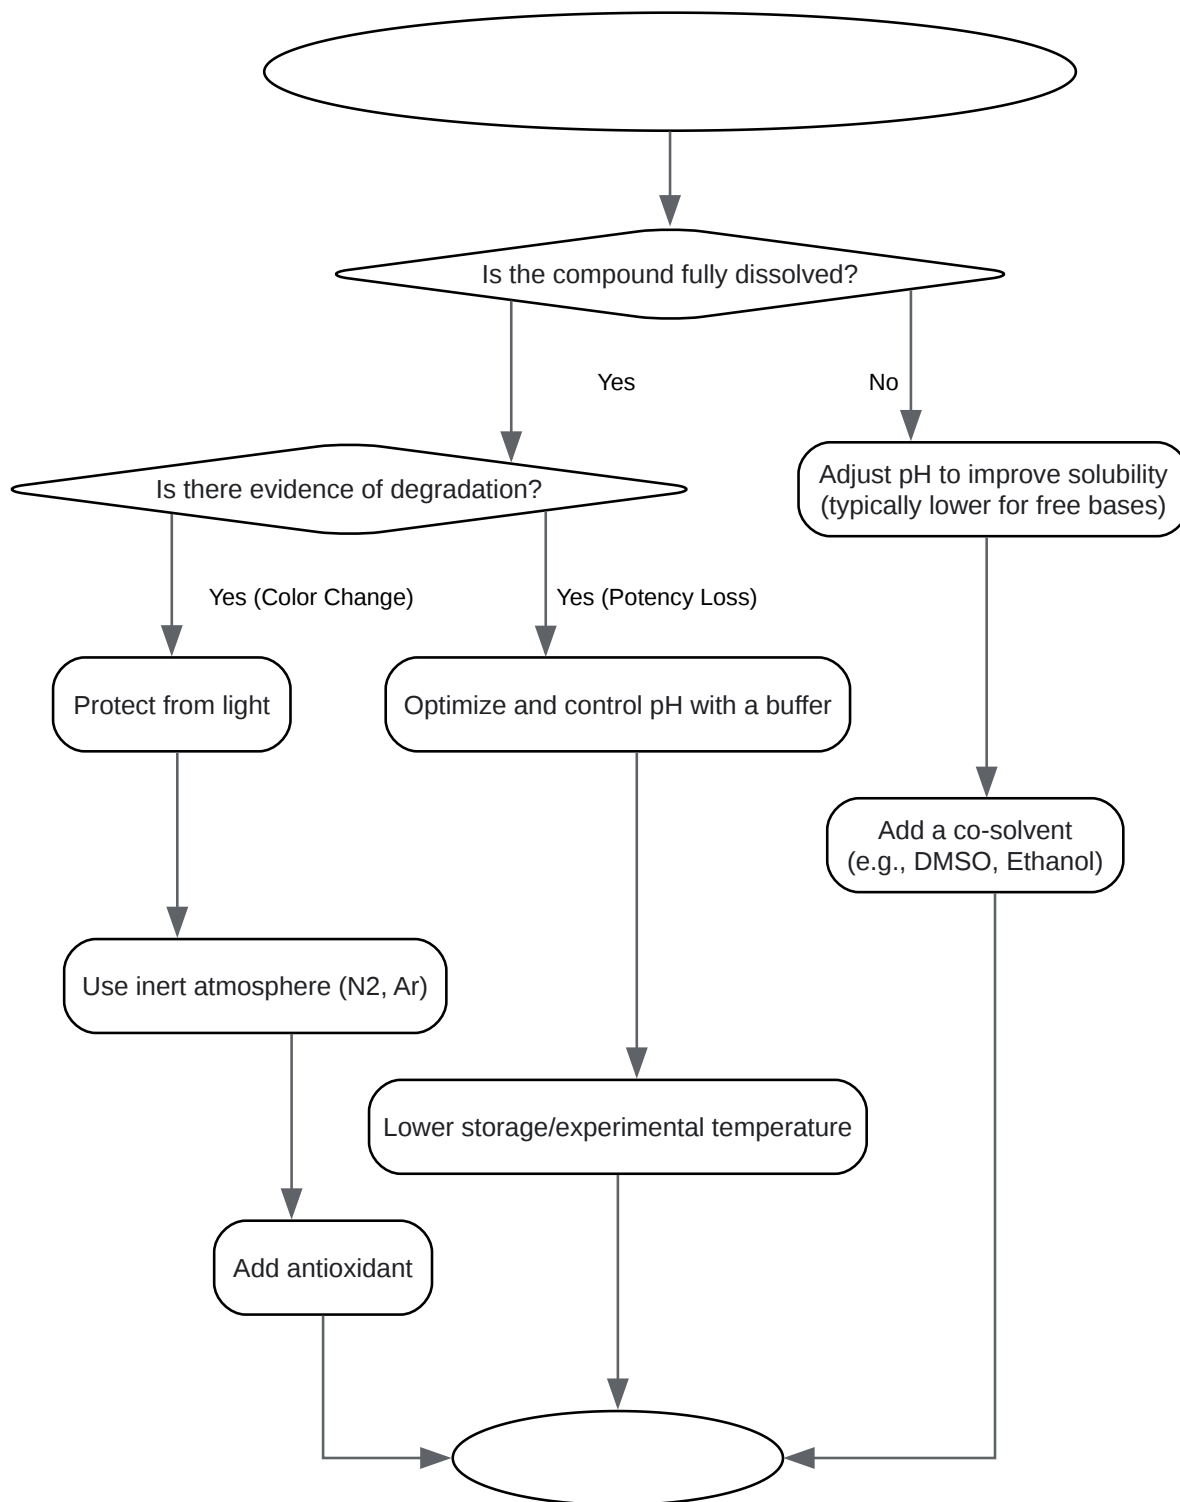 Is the compound fully dissolved?
Yes
No
Is there evidence of degradation?
Adjust pH to improve solubility
(typically lower for free bases)
Yes (Color Change)
Yes (Potency Loss)
Protect from light
Optimize and control pH with a buffer
Add a co-solvent
(e.g., DMSO, Ethanol)
Use inert atmosphere (N2, Ar)
Lower storage/experimental temperature
Add antioxidant